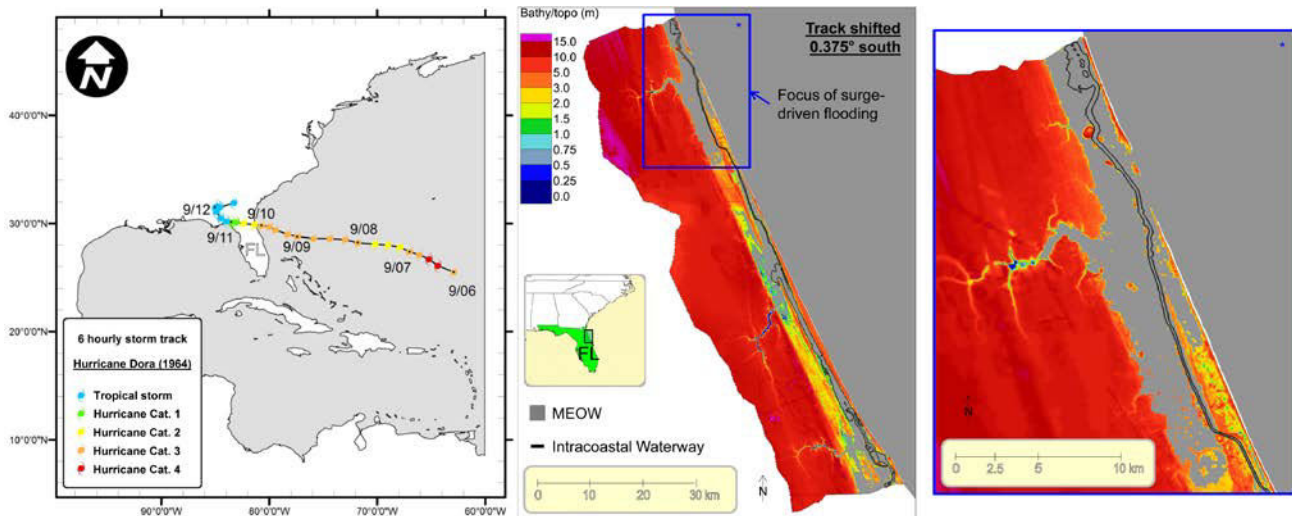 N
40°0'0"N
30°0'0"N
20°0'0"N
10°0'0"N
90°0'0"W
80°0'0"W
70°0'0"W
60°0'0"W
9/12
9/11
9/10
9/09
9/08
9/07
9/06
FL
6 hourly storm track
Hurricane Dora (1964)
Tropical storm
Hurricane Cat. 1
Hurricane Cat. 2
Hurricane Cat. 3
Hurricane Cat. 4
Bathy/topo (m)
15.0
10.0
5.0
3.0
2.0
1.5
1.0
0.75
0.5
0.25
0.0
Track shifted
0.375° south
Focus of surge-
driven flooding
FL
MEOW
Intracoastal Waterway
0 10 20 30 km
N
N
0 2.5 5 10 km